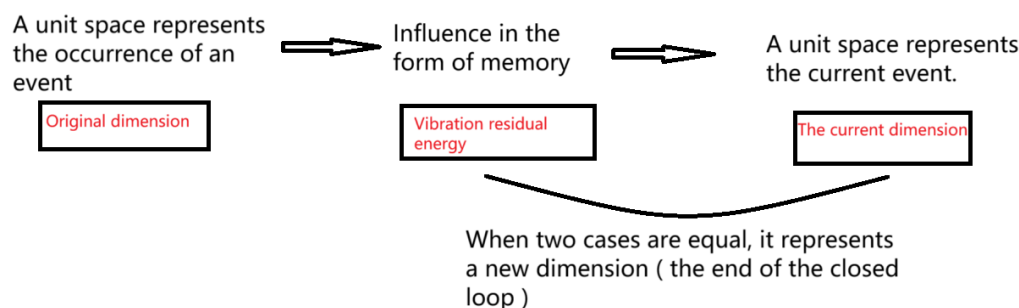 A unit space represents
the occurrence of an
event
Original dimension
Influence in the
form of memory
Vibration residual
energy
A unit space represents
the current event.
The current dimension
When two cases are equal, it represents
a new dimension ( the end of the closed
loop )